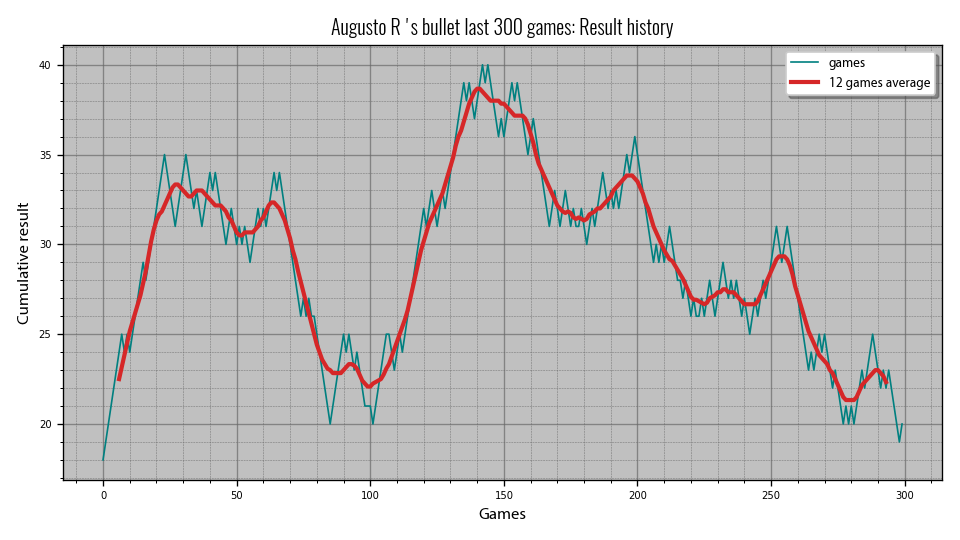 Augusto R 's bullet last 300 games: Result history
games
12 games average
Cumulative result
40
35
30
25
20
0 50 100 150 200 250 300
Games